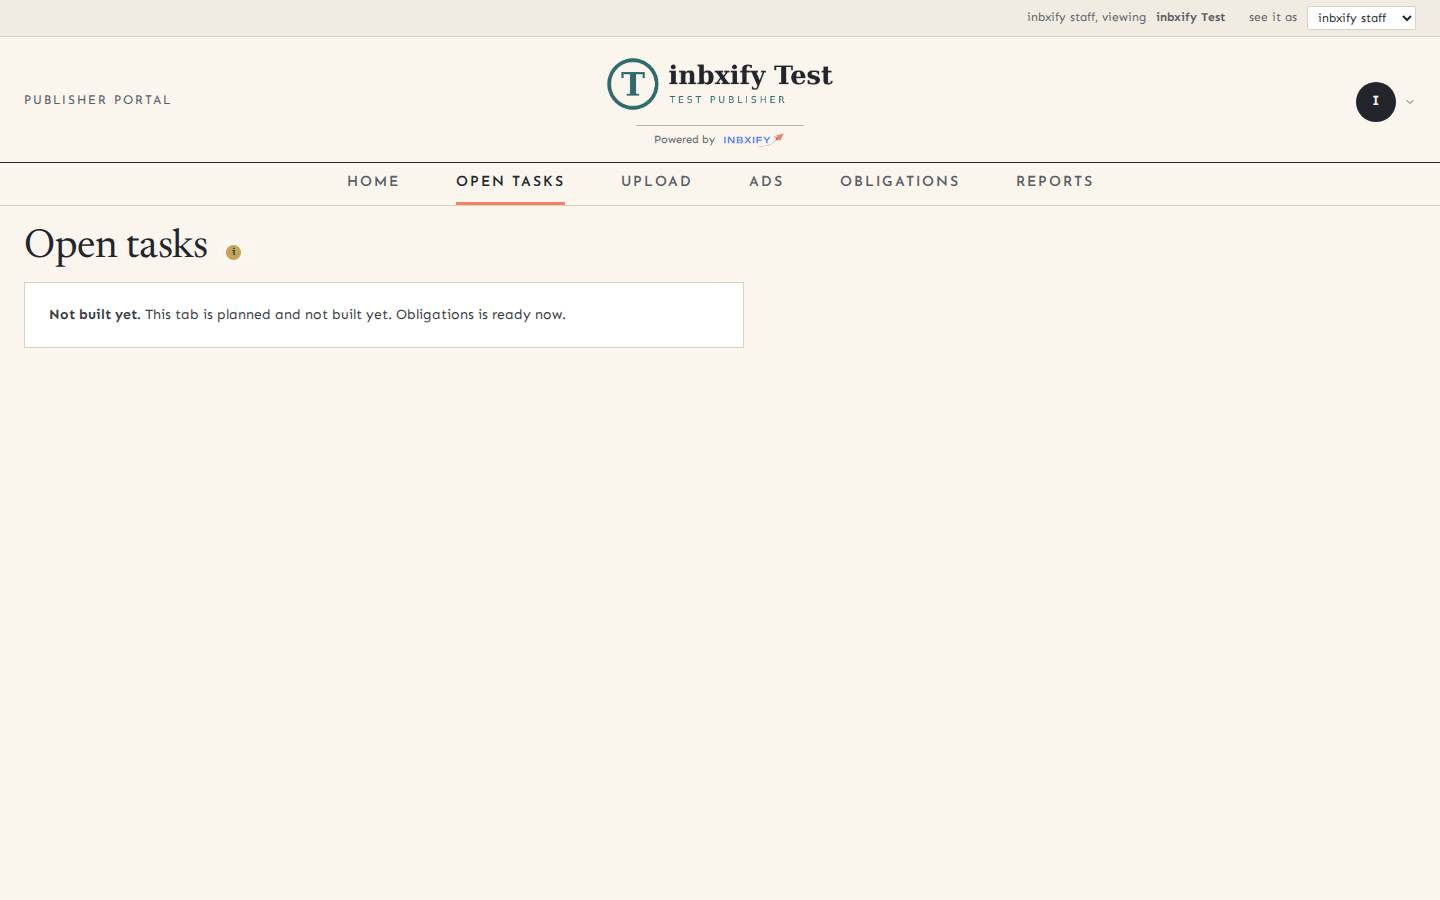 inbxify staff, viewing inbxify Test see it as inbxify staff
PUBLISHER PORTAL
T
inbxify Test
TEST PUBLISHER
Powered by INBXIFY
I
HOME OPEN TASKS UPLOAD ADS OBLIGATIONS REPORTS
Open tasks i
Not built yet. This tab is planned and not built yet. Obligations is ready now.